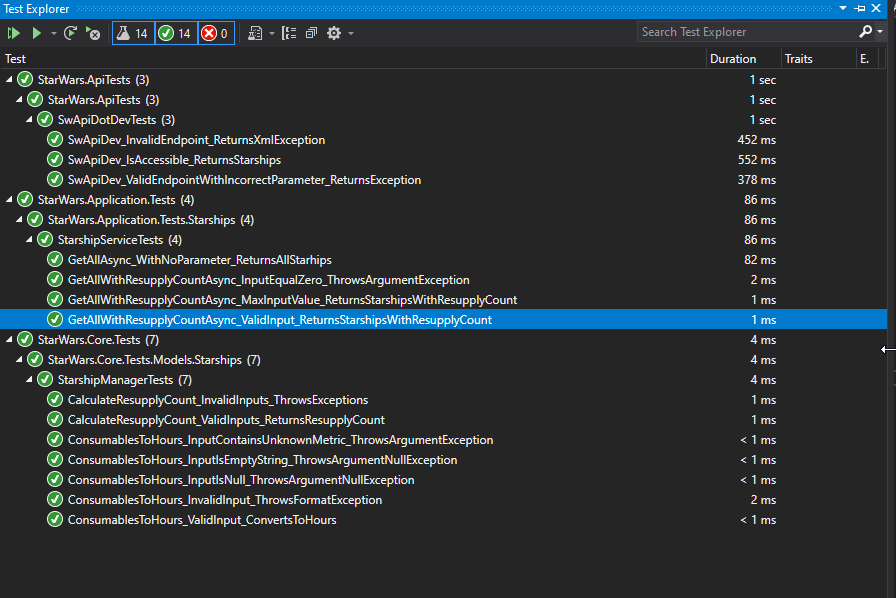 Test Explorer
14 14 0
Search Test Explorer
Test Duration Traits E.
StarWars.ApiTests (3) 1 sec
StarWars.ApiTests (3) 1 sec
SwApiDotDevTests (3) 1 sec
SwApiDev_InvalidEndpoint_ReturnsXmlException 452 ms
SwApiDev_IsAccessible_ReturnsStarships 552 ms
SwApiDev_ValidEndpointWithIncorrectParameter_ReturnsException 378 ms
StarWars.Application.Tests (4) 86 ms
StarWars.Application.Tests.Starships (4) 86 ms
StarshipServiceTests (4) 86 ms
GetAllAsync_WithNoParameter_ReturnsAllStarhips 82 ms
GetAllWithResupplyCountAsync_InputEqualZero_ThrowsArgumentException 2 ms
GetAllWithResupplyCountAsync_MaxInputValue_ReturnsStarshipsWithResupplyCount 1 ms
GetAllWithResupplyCountAsync_ValidInput_ReturnsStarshipsWithResupplyCount 1 ms
StarWars.Core.Tests (7) 4 ms
StarWars.Core.Tests.Models.Starships (7) 4 ms
StarshipManagerTests (7) 4 ms
CalculateResupplyCount_InvalidInputs_ThrowsExceptions 1 ms
CalculateResupplyCount_ValidInputs_ReturnsResupplyCount 1 ms
ConsumablesToHours_InputContainsUnknownMetric_ThrowsArgumentException < 1 ms
ConsumablesToHours_InputIsEmptyString_ThrowsArgumentNullException < 1 ms
ConsumablesToHours_InputIsNull_ThrowsArgumentNullException < 1 ms
ConsumablesToHours_InvalidInput_ThrowsFormatException 2 ms
ConsumablesToHours_ValidInput_ConvertsToHours < 1 ms